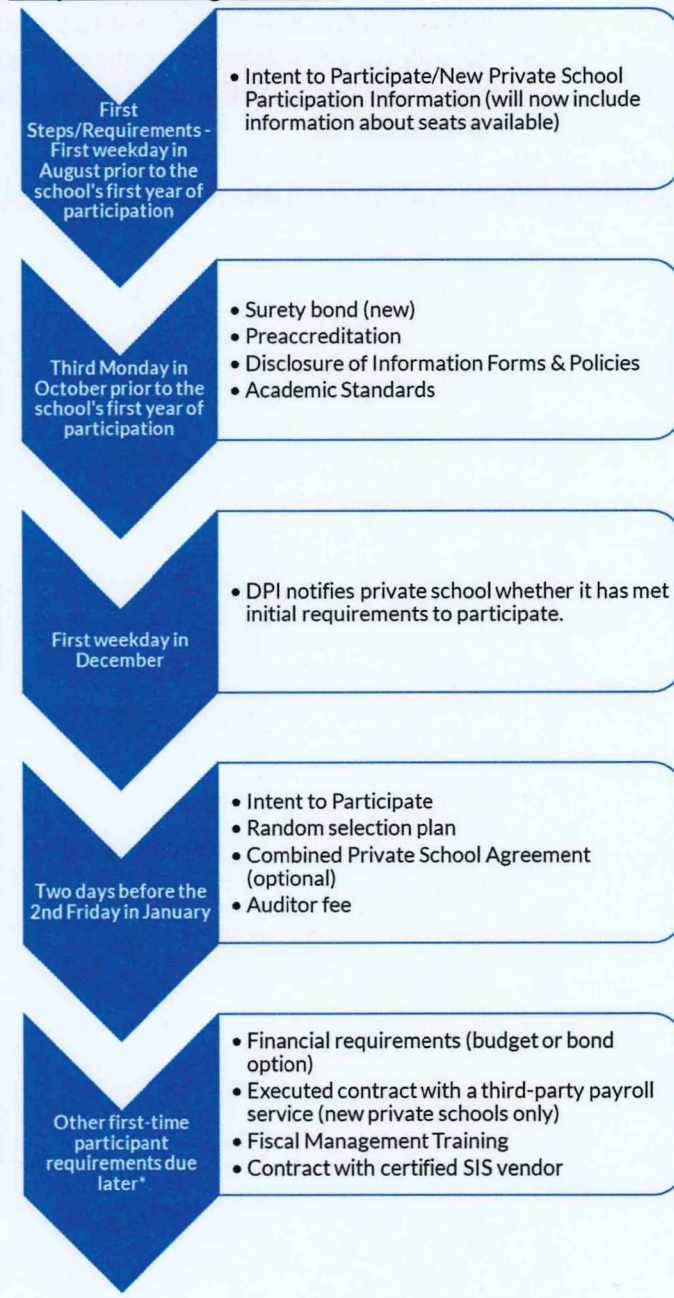 First
Steps/Requirements -
First weekday in
August prior to the
school's first year of
participation
• Intent to Participate/New Private School
Participation Information (will now include
information about seats available)
Third Monday in
October prior to the
school's first year of
participation
• Surety bond (new)
• Preaccreditation
• Disclosure of Information Forms & Policies
• Academic Standards
First weekday in
December
• DPI notifies private school whether it has met
initial requirements to participate.
Two days before the
2nd Friday in January
• Intent to Participate
• Random selection plan
• Combined Private School Agreement
(optional)
• Auditor fee
Other first-time
participant
requirements due
later*
• Financial requirements (budget or bond
option)
• Executed contract with a third-party payroll
service (new private schools only)
• Fiscal Management Training
• Contract with certified SIS vendor